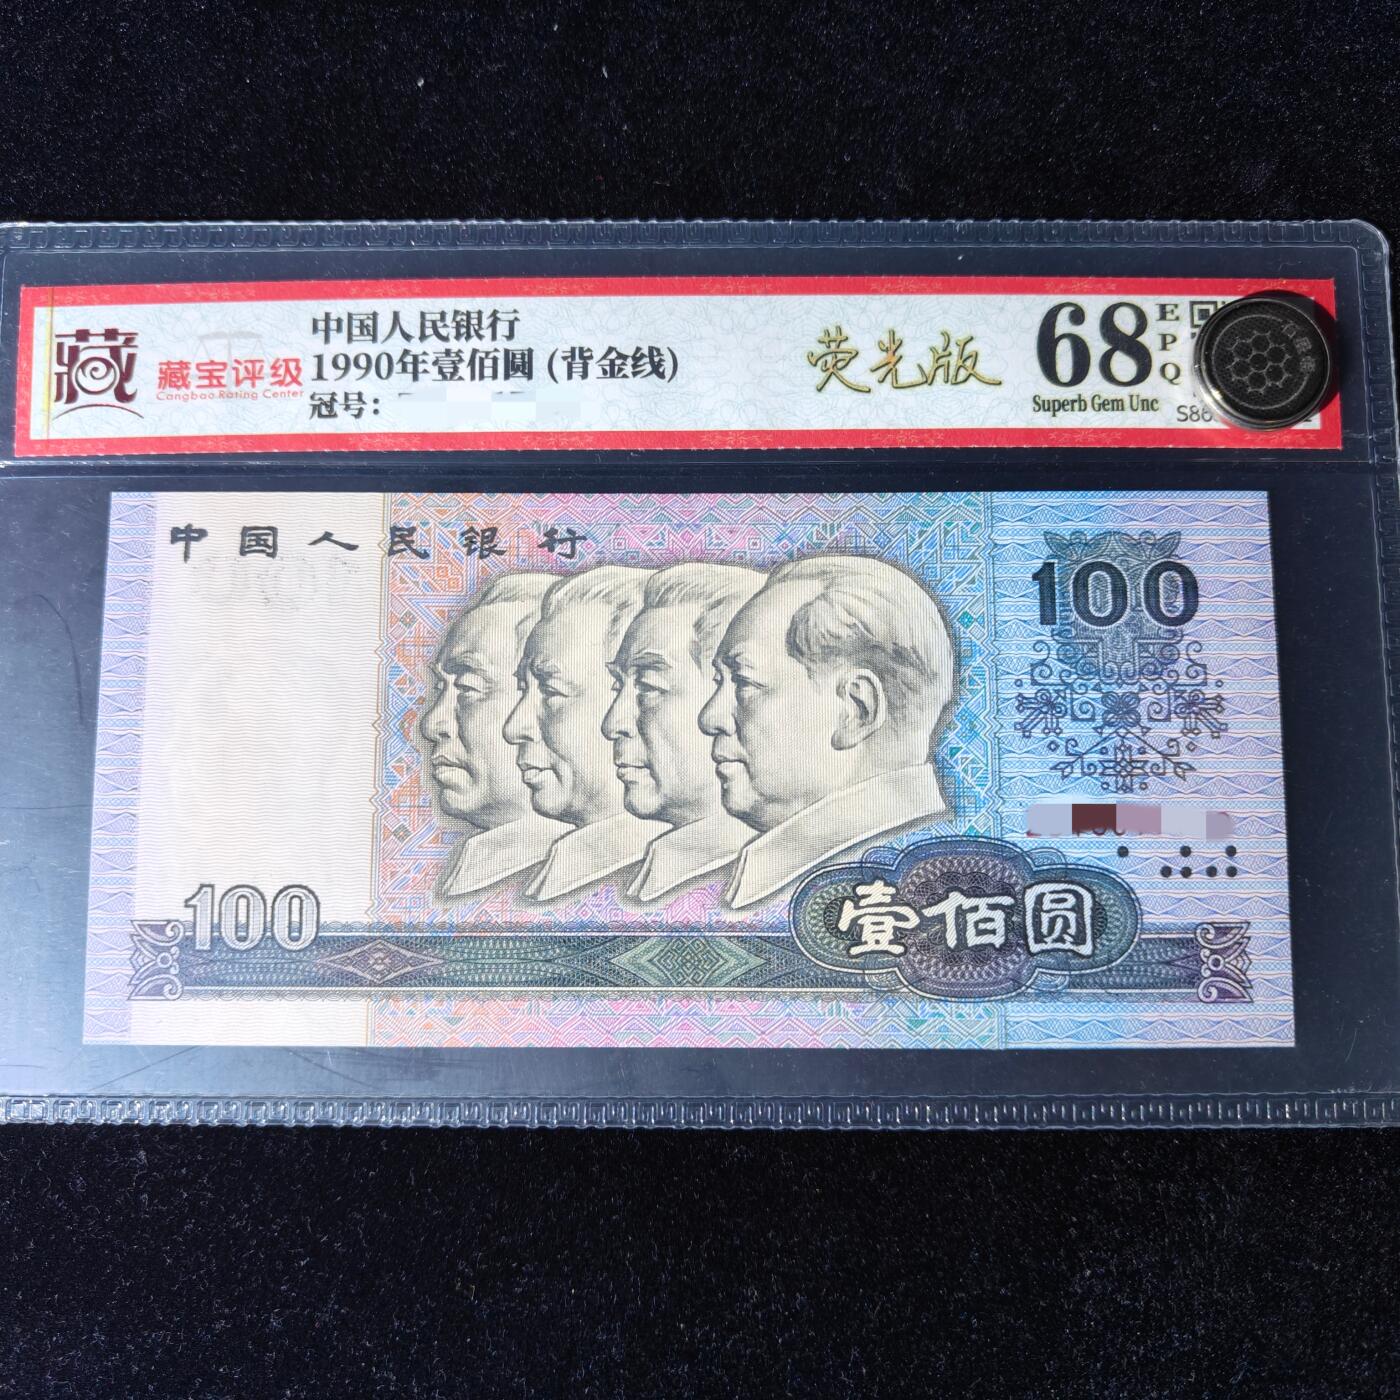 藏
藏宝评级
Cangbao Rating Center
中国人民银行
1990年壹佰圆 (背金线)
冠号:
荧光版
68
EPQ
Superb Gem Unc
中国人民银行
100
100
壹佰圆